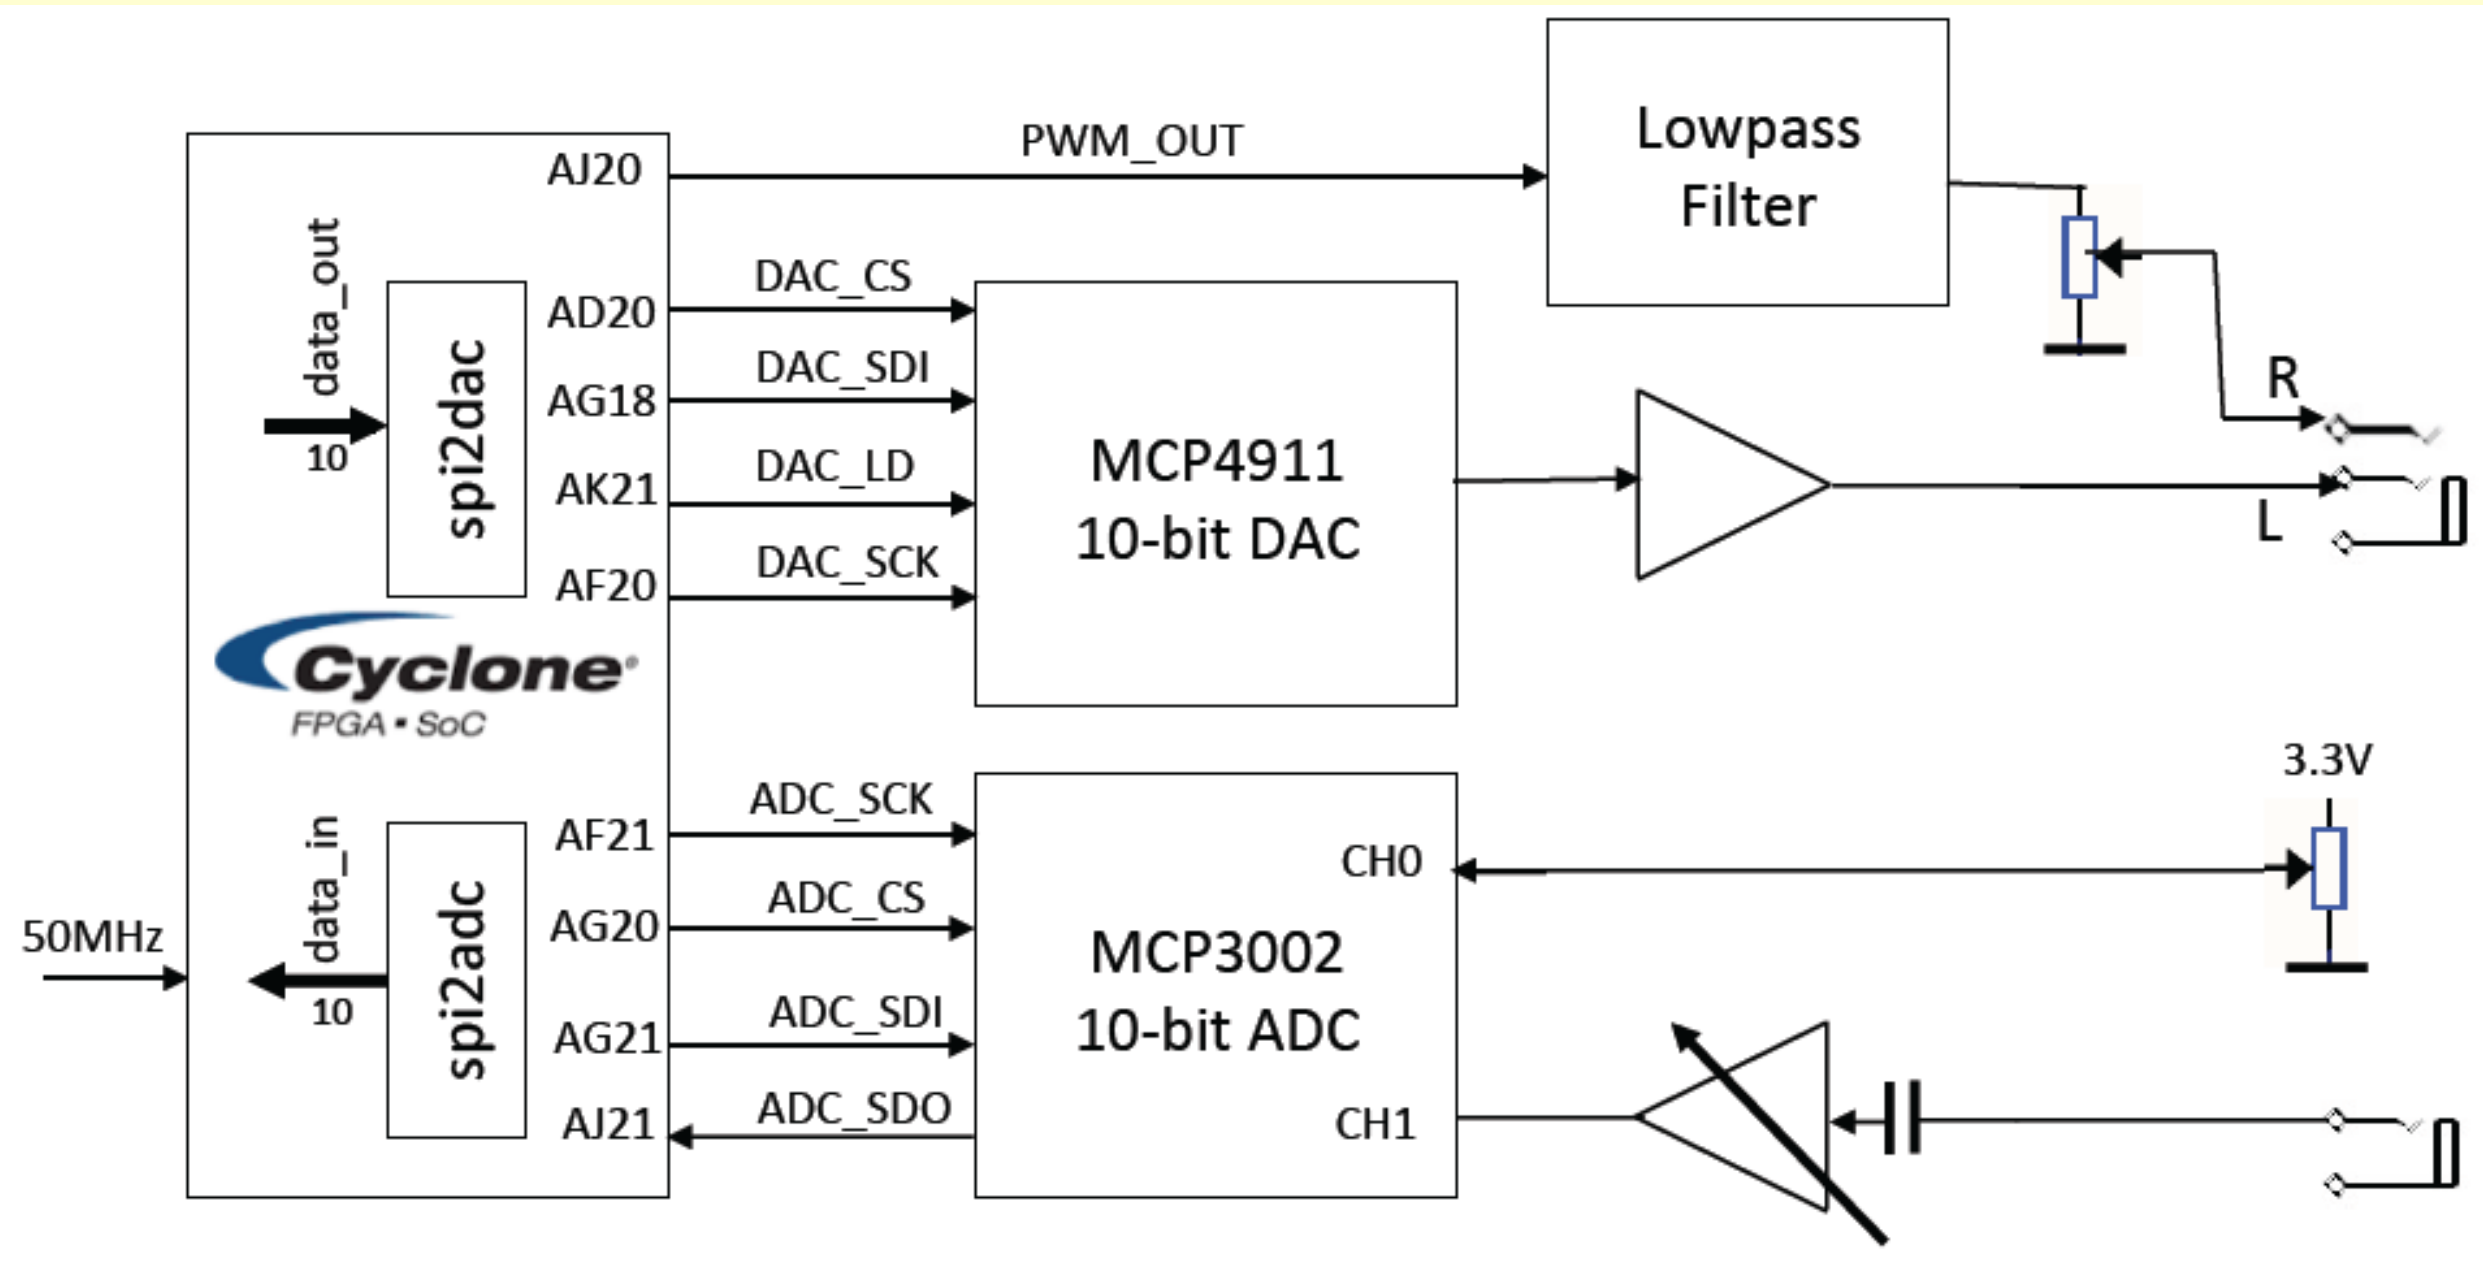 PWM_OUT
Lowpass
Filter
AJ20
data_out
10
spi2dac
AD20
DAC_CS
AG18
DAC_SDI
AK21
DAC_LD
AF20
DAC_SCK
MCP4911
10-bit DAC
R
L
Cyclone®
FPGA ▪ SoC
50MHz
data_in
10
spi2adc
AF21
ADC_SCK
AG20
ADC_CS
AG21
ADC_SDI
AJ21
ADC_SDO
CH0
MCP3002
10-bit ADC
CH1
3.3V